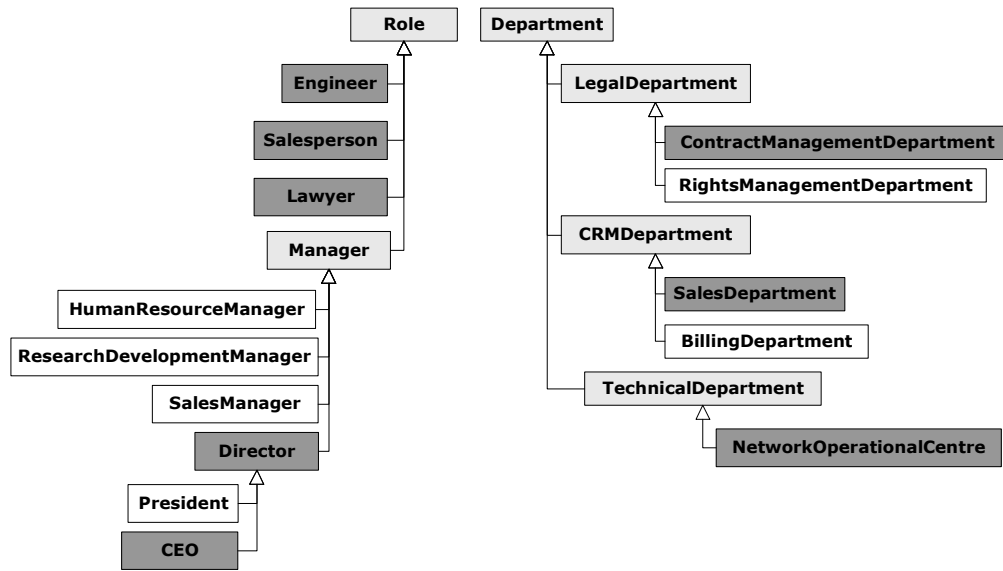 Role
Engineer
Salesperson
Lawyer
Manager
HumanResourceManager
ResearchDevelopmentManager
SalesManager
Director
President
CEO
Department
LegalDepartment
ContractManagementDepartment
RightsManagementDepartment
CRMDepartment
SalesDepartment
BillingDepartment
TechnicalDepartment
NetworkOperationalCentre